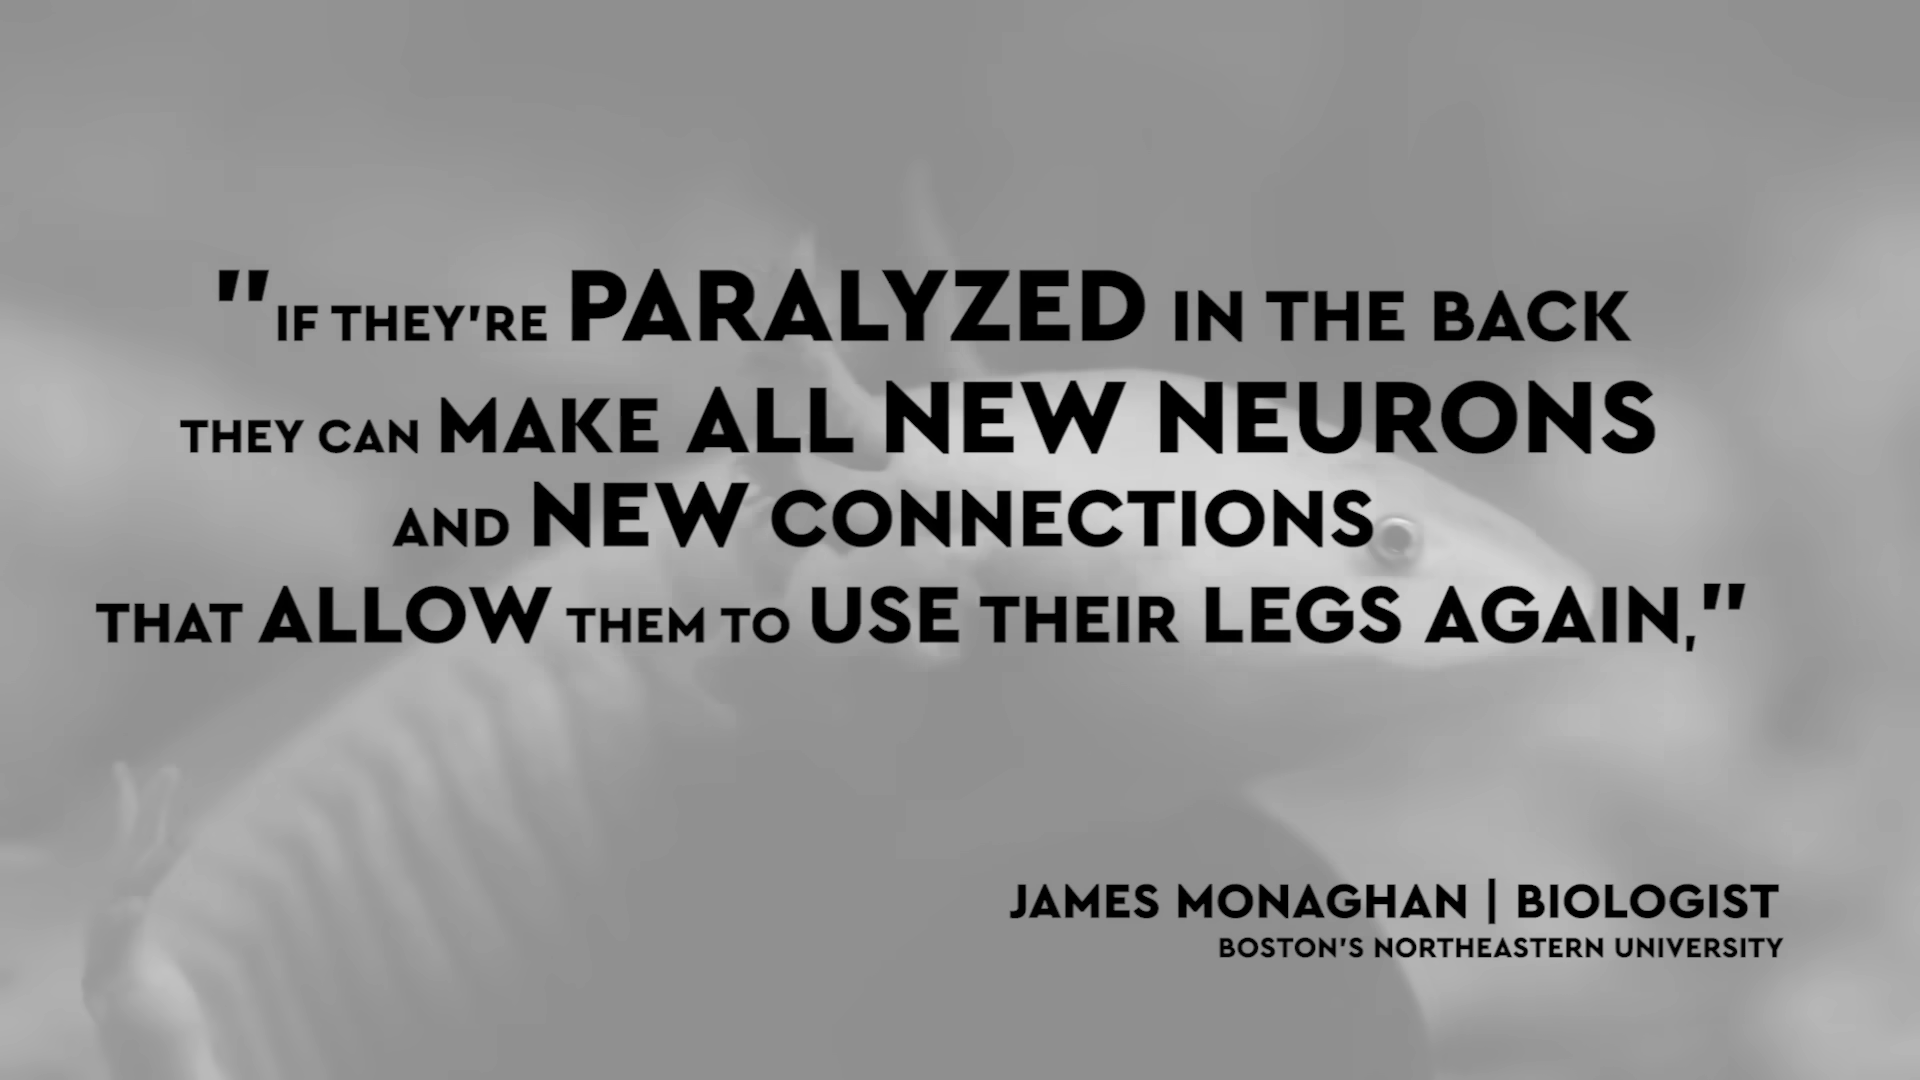 "IF THEY'RE PARALYZED IN THE BACK
THEY CAN MAKE ALL NEW NEURONS
AND NEW CONNECTIONS
THAT ALLOW THEM TO USE THEIR LEGS AGAIN,"
JAMES MONAGHAN | BIOLOGIST
BOSTON'S NORTHEASTERN UNIVERSITY